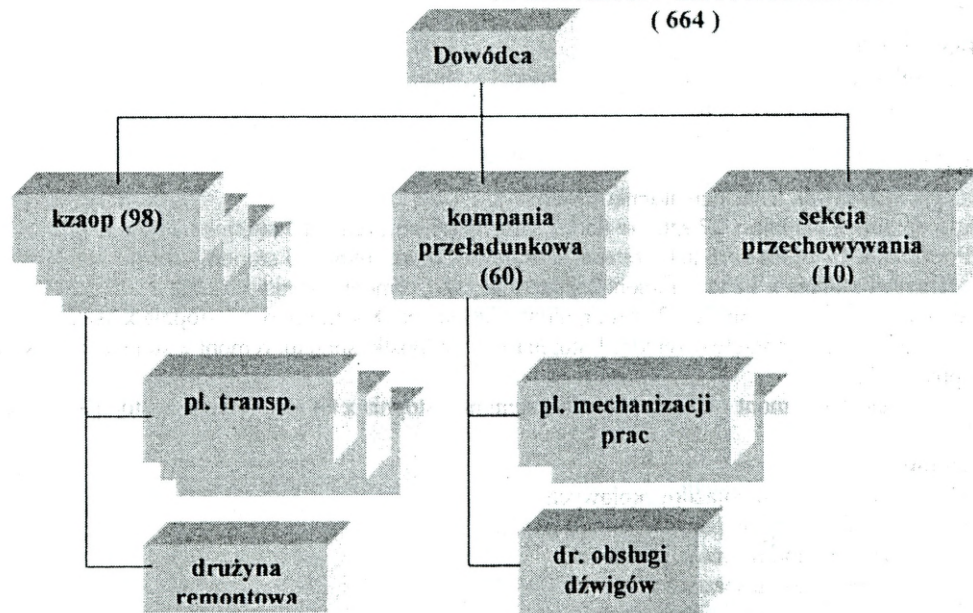 ( 664 )
Dowódca
kzaop (98)
kompania
przeładunkowa
(60)
sekcja
przechowywania
(10)
pl. transp.
pl. mechanizacji
prac
drużyna
remontowa
dr. obsługi
dźwigów